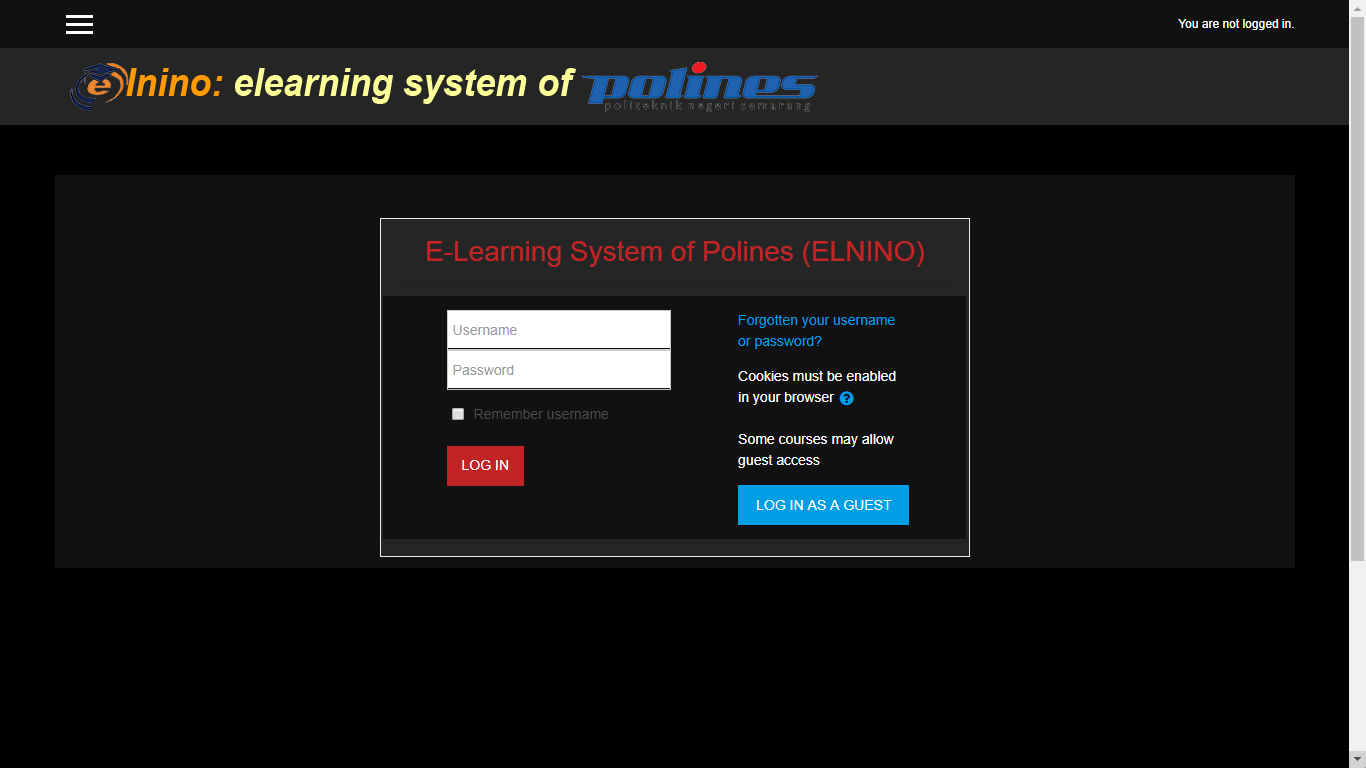 You are not logged in.
elnino: elearning system of polines
politeknik negeri semarang
E-Learning System of Polines (ELNINO)
Username
Password
Remember username
LOG IN
Forgotten your username
or password?
Cookies must be enabled
in your browser
Some courses may allow
guest access
LOG IN AS A GUEST